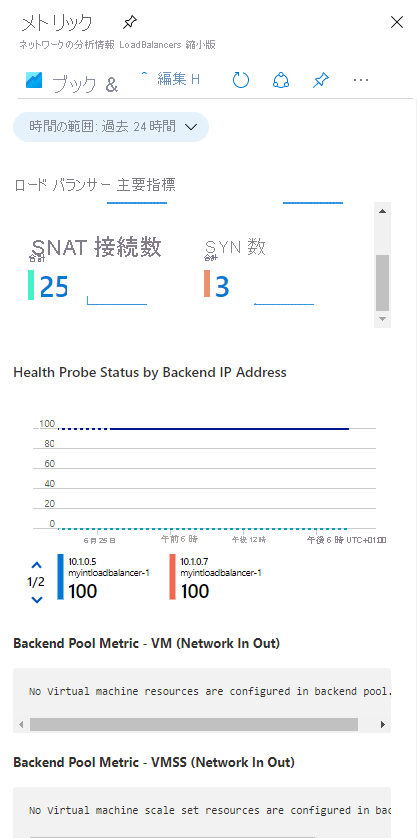 メトリック
ネットワークの分析情報 LoadBalancers 縮小版
ブック &
編集 H
時間の範囲: 過去 24 時間
ロード バランサー 主要指標
SNAT 接続数
合計
25
SYN 数
合計
3
Health Probe Status by Backend IP Address
100
80
60
40
20
0
6月25日
午前6 時
午後12 時
午後 6 時 UTC+01:00
1/2
10.1.0.5
myintloadbalancer-1
100
10.1.0.7
myintloadbalancer-1
100
Backend Pool Metric - VM (Network In Out)
No Virtual machine resources are configured in backend pool.
Backend Pool Metric - VMSS (Network In Out)
No Virtual machine scale set resources are configured in bac